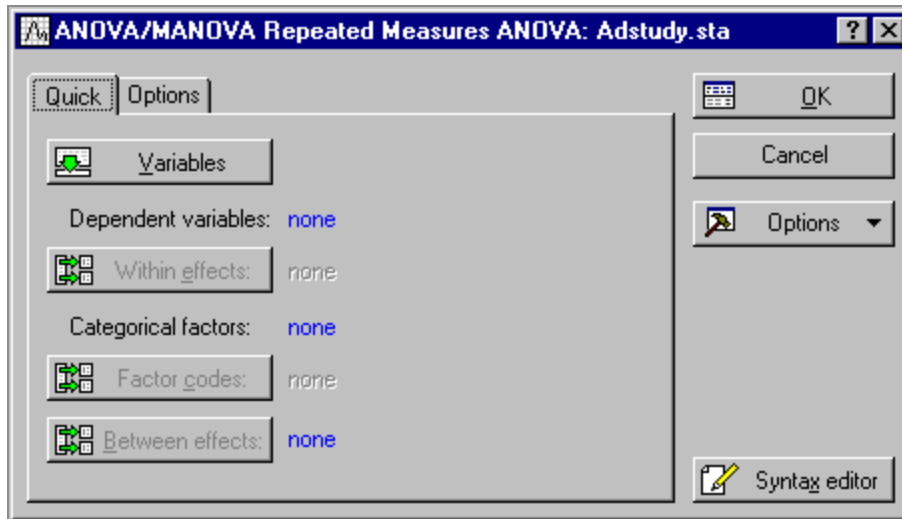 ANOVA/MANOVA Repeated Measures ANOVA: Adstudy.sta
Quick
Options
Variables
Dependent variables: none
Within effects: none
Categorical factors: none
Factor codes: none
Between effects: none
OK
Cancel
Options
Syntax editor